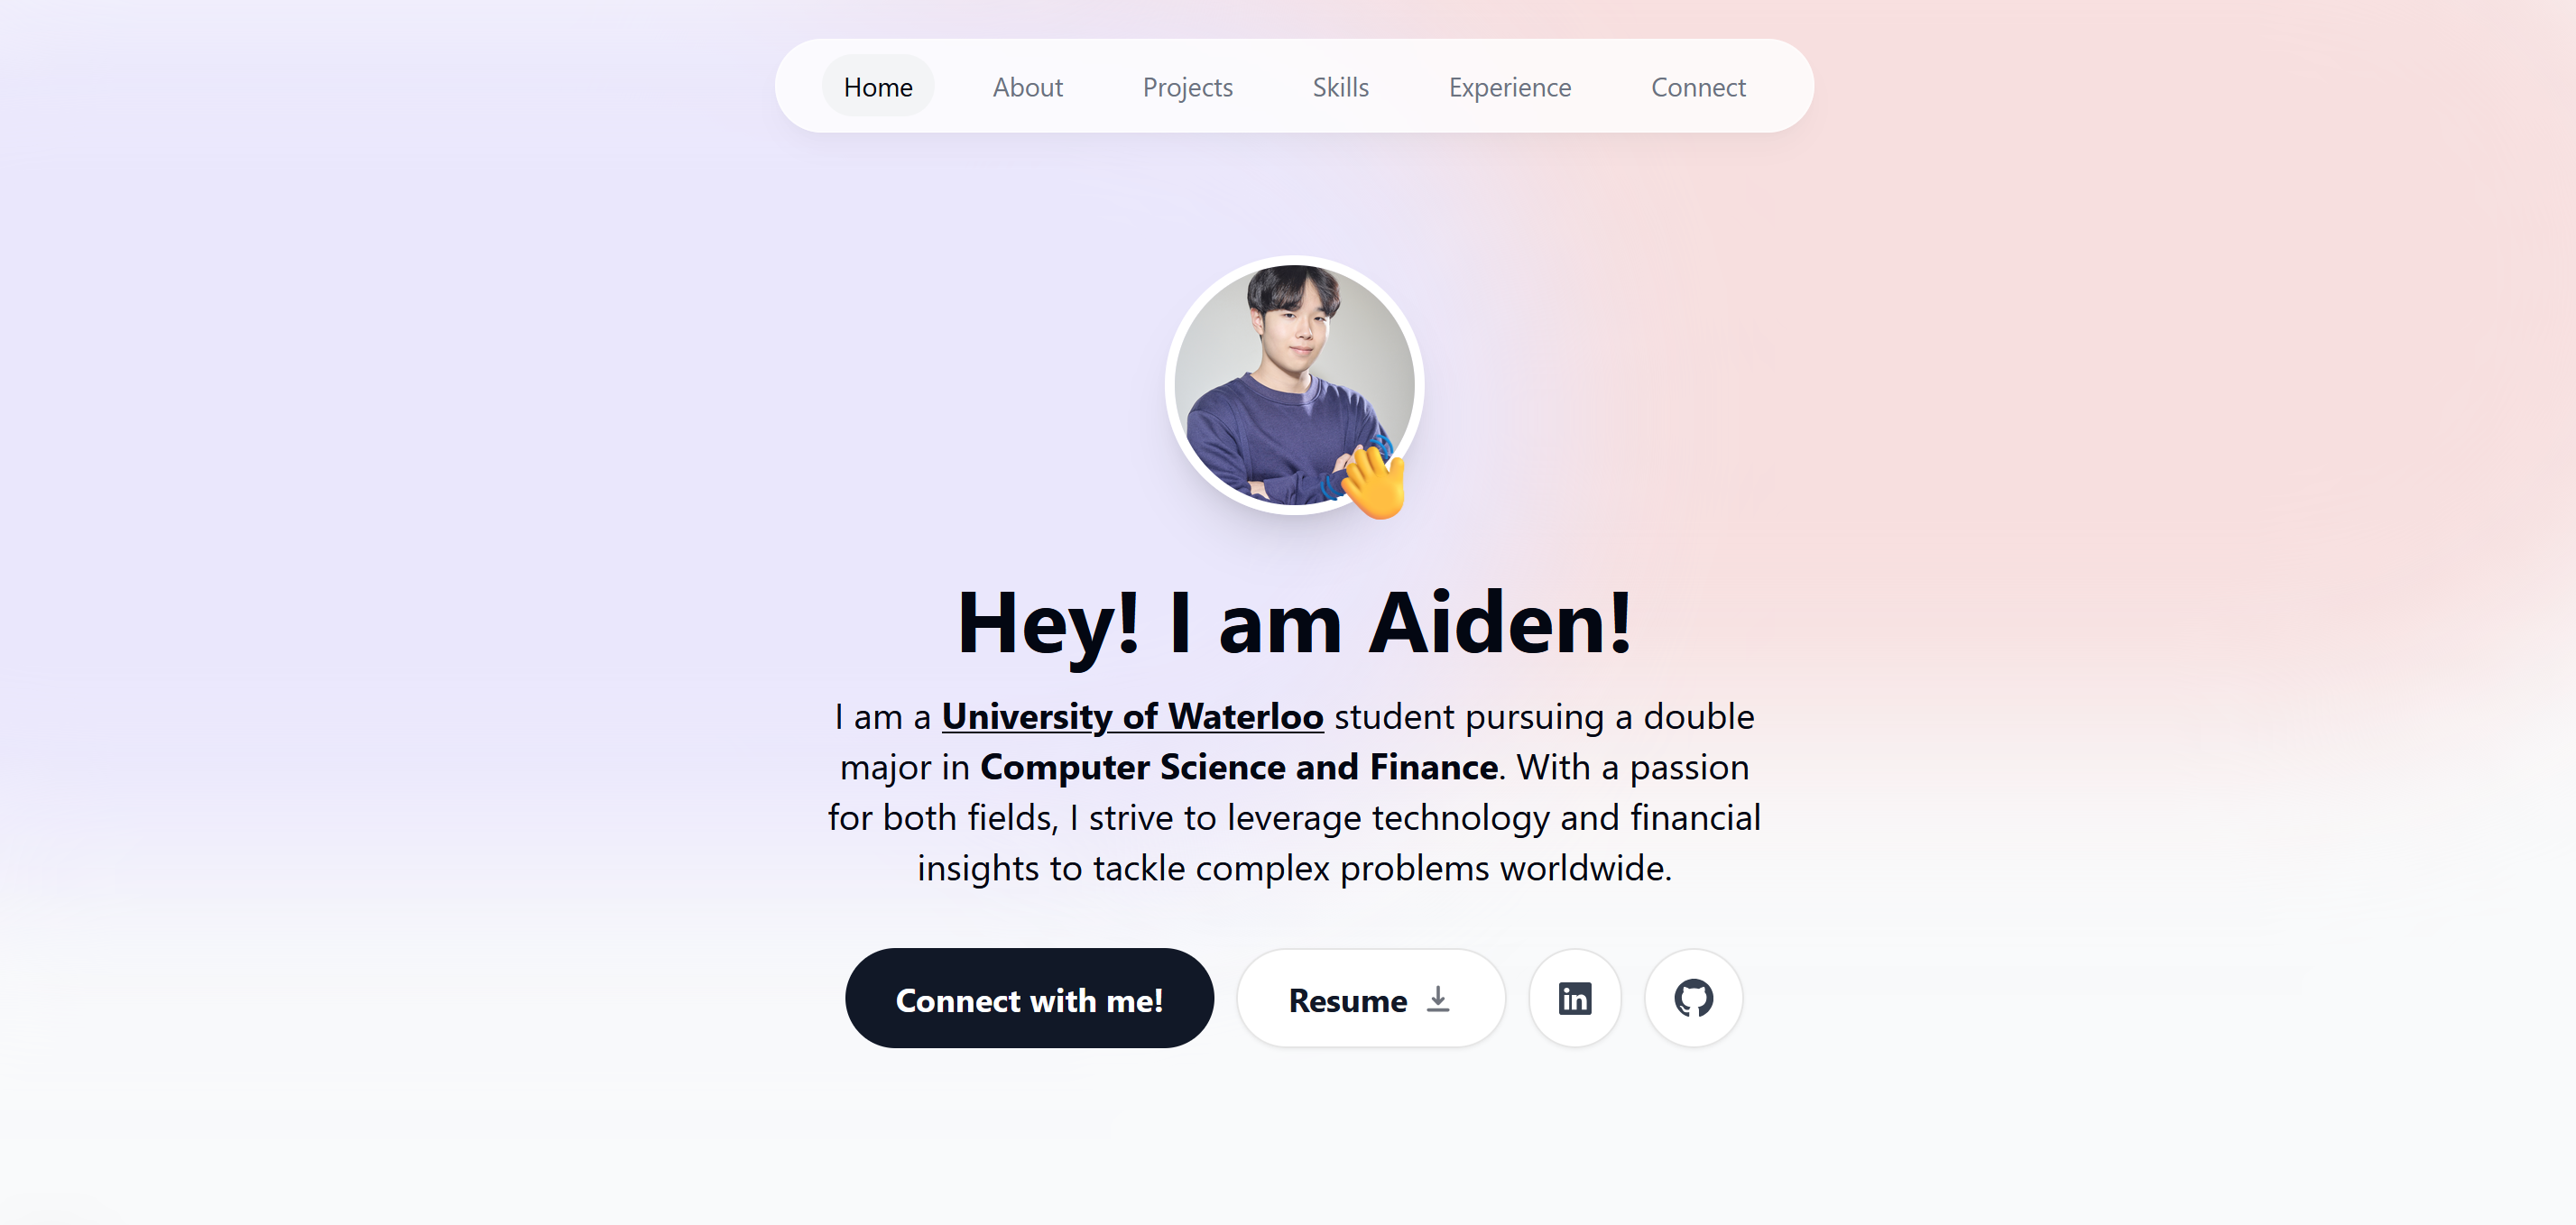 Home About Projects Skills Experience Connect
Hey! I am Aiden!
I am a University of Waterloo student pursuing a double
major in Computer Science and Finance. With a passion
for both fields, I strive to leverage technology and financial
insights to tackle complex problems worldwide.
Connect with me! Resume in